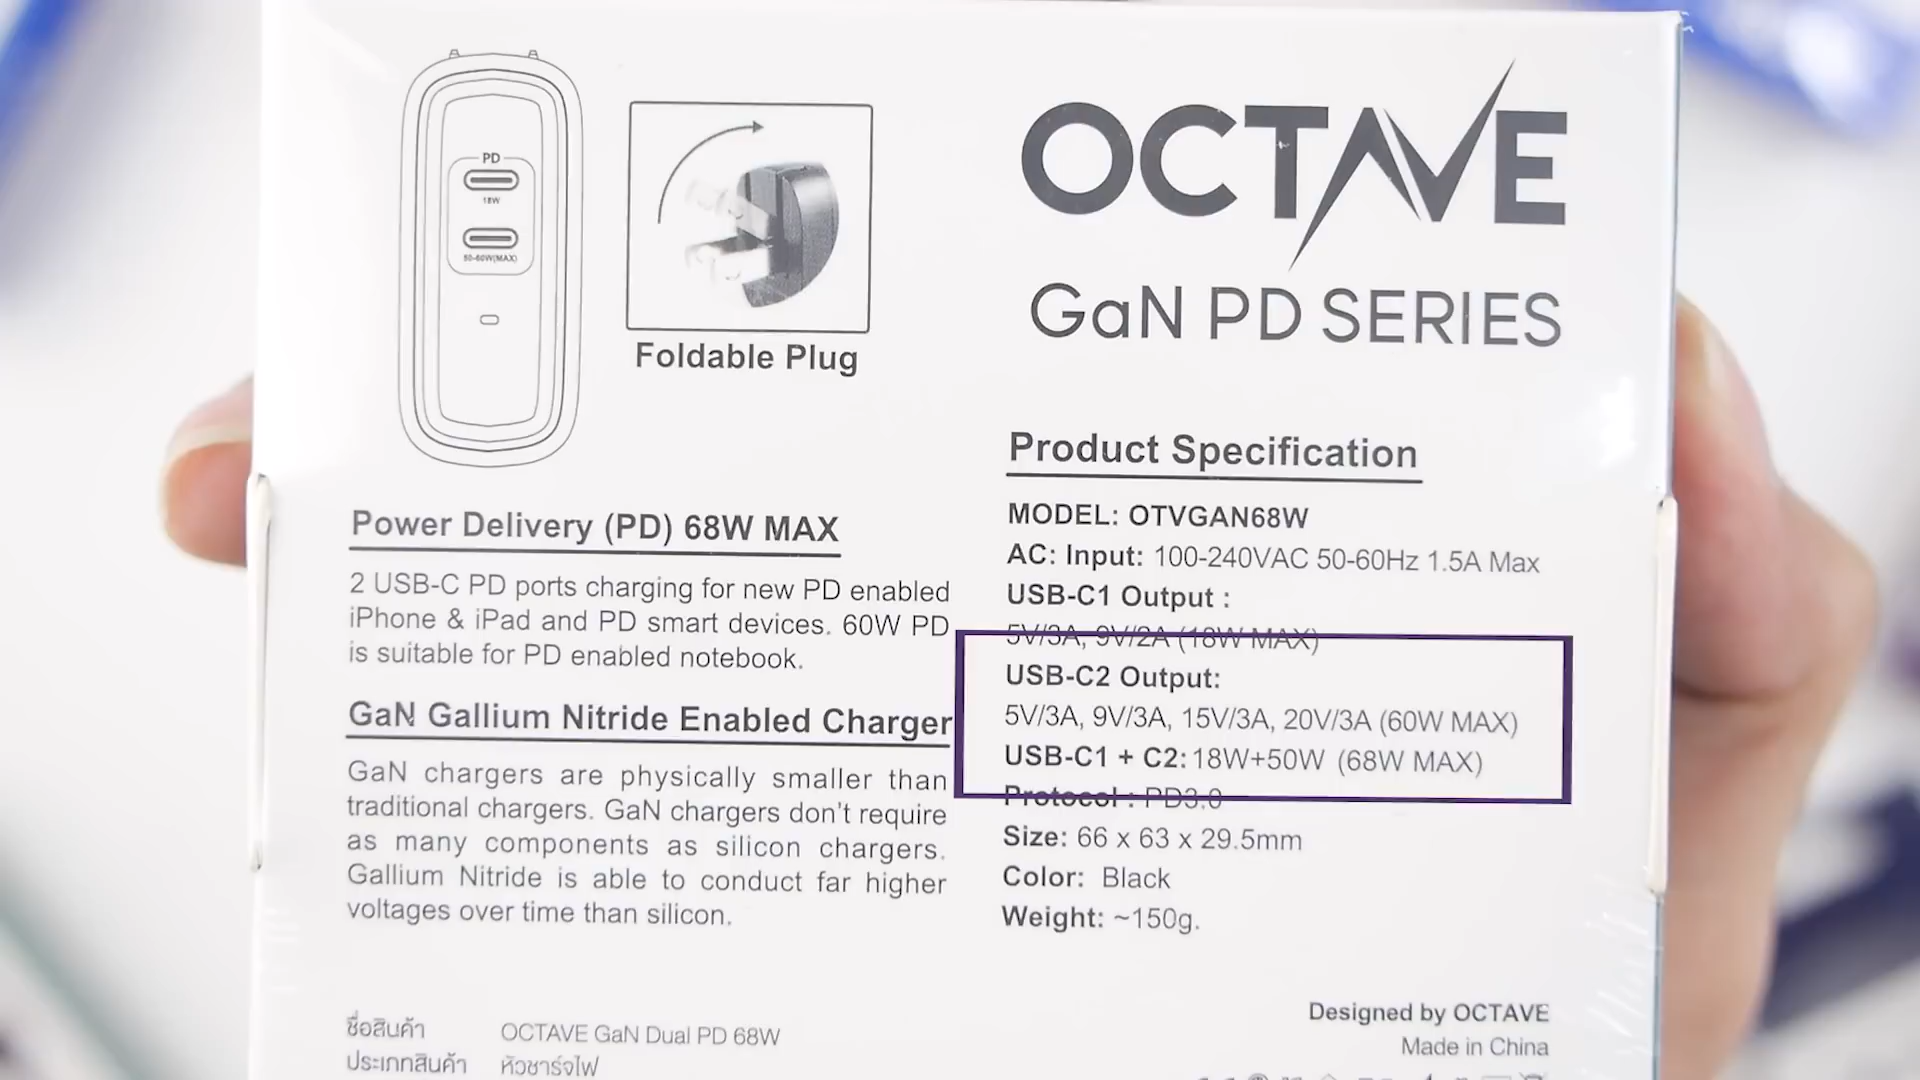 PD
18W
50-60W(MAX)
Foldable Plug
OCTAVE
GaN PD SERIES
Power Delivery (PD) 68W MAX
2 USB-C PD ports charging for new PD enabled
iPhone & iPad and PD smart devices. 60W PD
is suitable for PD enabled notebook.
GaN Gallium Nitride Enabled Charger
GaN chargers are physically smaller than
traditional chargers. GaN chargers don't require
as many components as silicon chargers.
Gallium Nitride is able to conduct far higher
voltages over time than silicon.
Product Specification
MODEL: OTVGAN68W
AC: Input: 100-240VAC 50-60Hz 1.5A Max
USB-C1 Output :
5V/3A, 9V/2A (18W MAX)
USB-C2 Output:
5V/3A, 9V/3A, 15V/3A, 20V/3A (60W MAX)
USB-C1 + C2: 18W+50W (68W MAX)
Protocol : PD3.0
Size: 66 x 63 x 29.5mm
Color: Black
Weight: ~150g.
ชื่อสินค้า OCTAVE GaN Dual PD 68W
ประเภทสินค้า หัวชาร์จไฟ
Designed by OCTAVE
Made in China